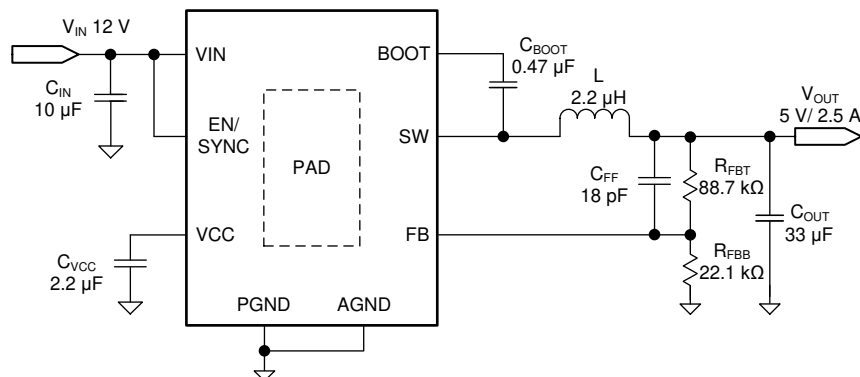 V_IN 12 V
C_IN
10 µF
VIN
EN/
SYNC
VCC
C_VCC
2.2 µF
PAD
PGND
AGND
BOOT
SW
FB
C_BOOT
0.47 µF
L
2.2 µH
V_OUT
5 V/ 2.5 A
C_FF
18 pF
R_FBT
88.7 kΩ
C_OUT
33 µF
R_FBB
22.1 kΩ